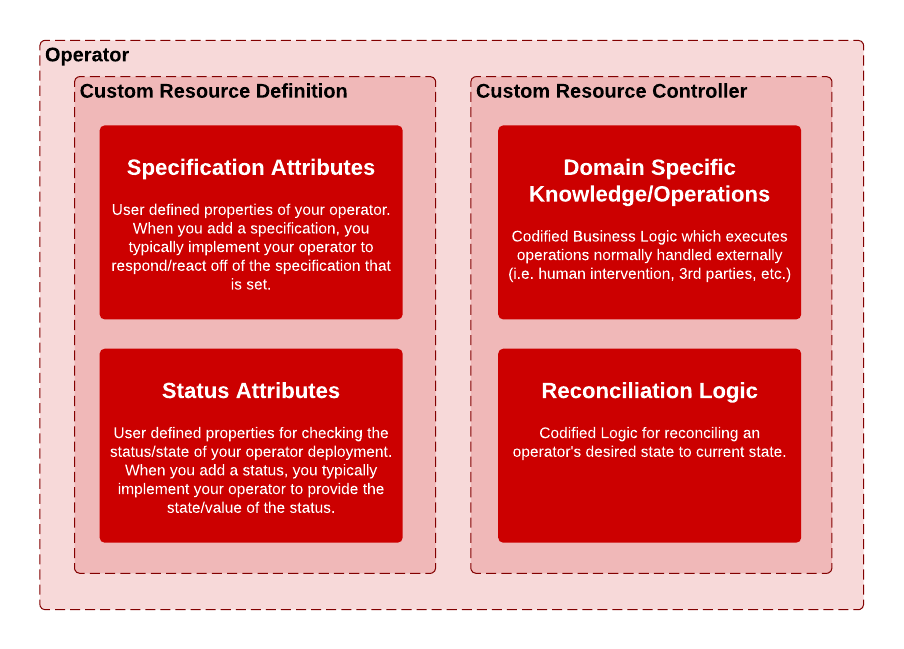 Operator
Custom Resource Definition
Specification Attributes
User defined properties of your operator.
When you add a specification, you
typically implement your operator to
respond/react off of the specification that
is set.
Status Attributes
User defined properties for checking the
status/state of your operator deployment.
When you add a status, you typically
implement your operator to provide the
state/value of the status.
Custom Resource Controller
Domain Specific
Knowledge/Operations
Codified Business Logic which executes
operations normally handled externally
(i.e. human intervention, 3rd parties, etc.)
Reconciliation Logic
Codified Logic for reconciling an
operator's desired state to current state.